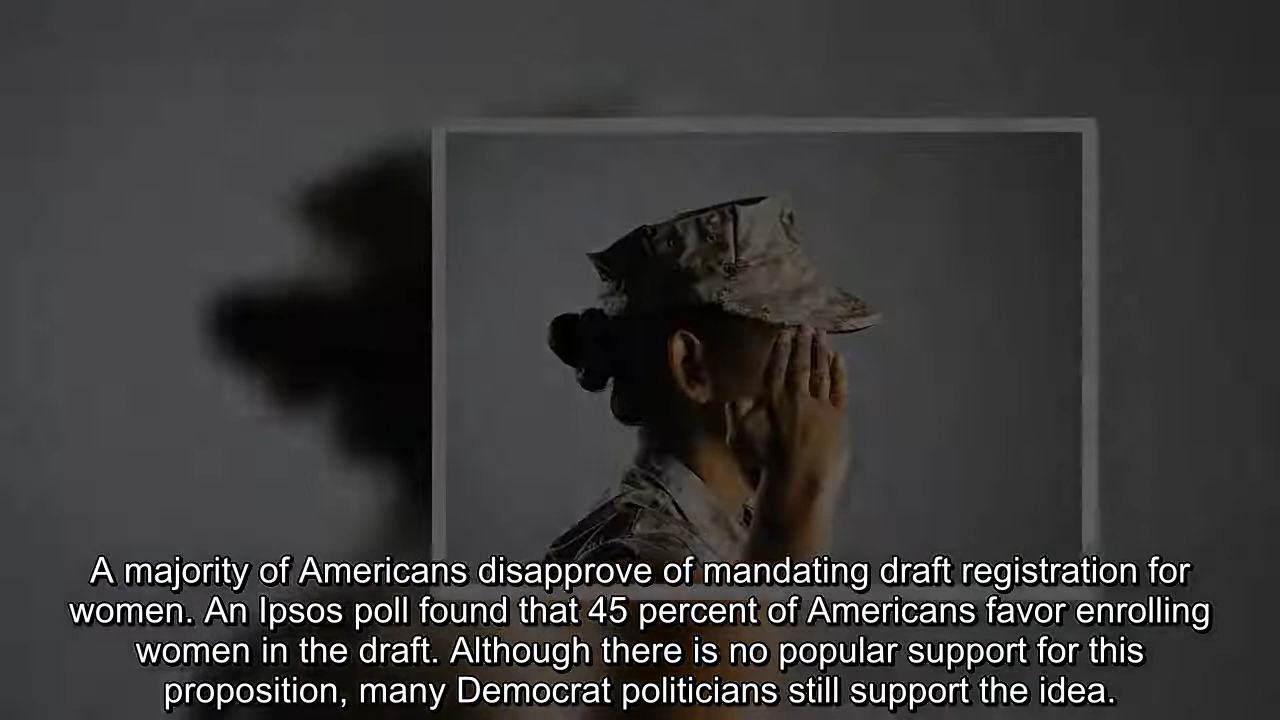 A majority of Americans disapprove of mandating draft registration for
women. An Ipsos poll found that 45 percent of Americans favor enrolling
women in the draft. Although there is no popular support for this
proposition, many Democrat politicians still support the idea.